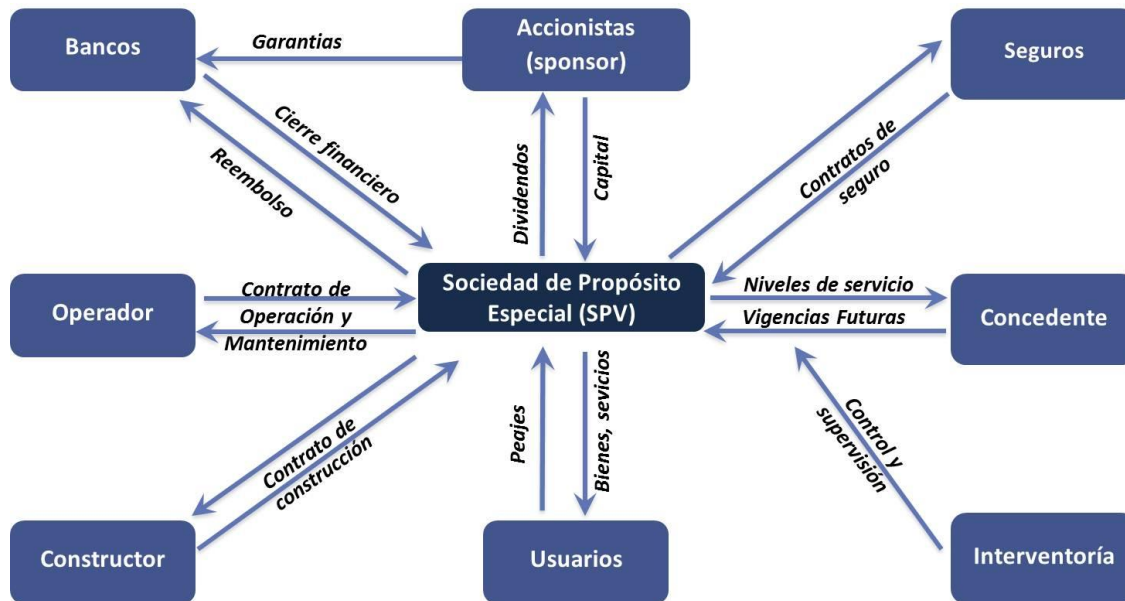 Bancos
Garantias
Accionistas
(sponsor)
Seguros
Cierre financiero
Reembolso
Dividendos
Capital
Contratos de
seguro
Operador
Contrato de
Operación y
Mantenimiento
Sociedad de Propósito
Especial (SPV)
Niveles de servicio
Vigencias Futuras
Concedente
Contrato de
construcción
Peajes
Bienes, sevicios
Control y
supervisión
Constructor
Usuarios
Interventoría